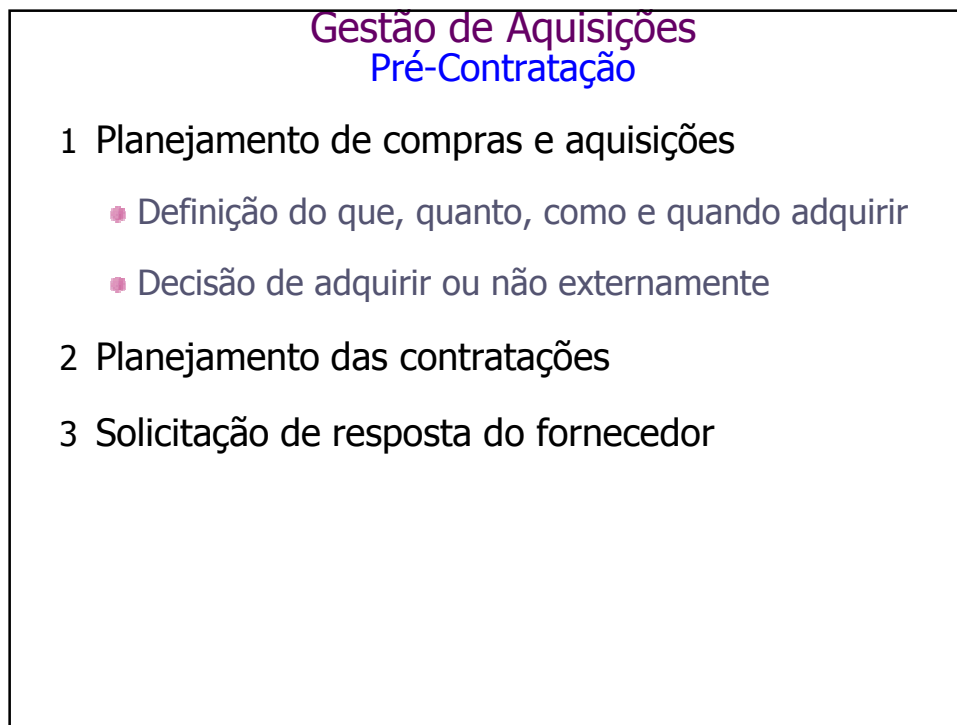 Gestão de Aquisições
Pré-Contratação
1 Planejamento de compras e aquisições
Definição do que, quanto, como e quando adquirir
Decisão de adquirir ou não externamente
2 Planejamento das contratações
3 Solicitação de resposta do fornecedor